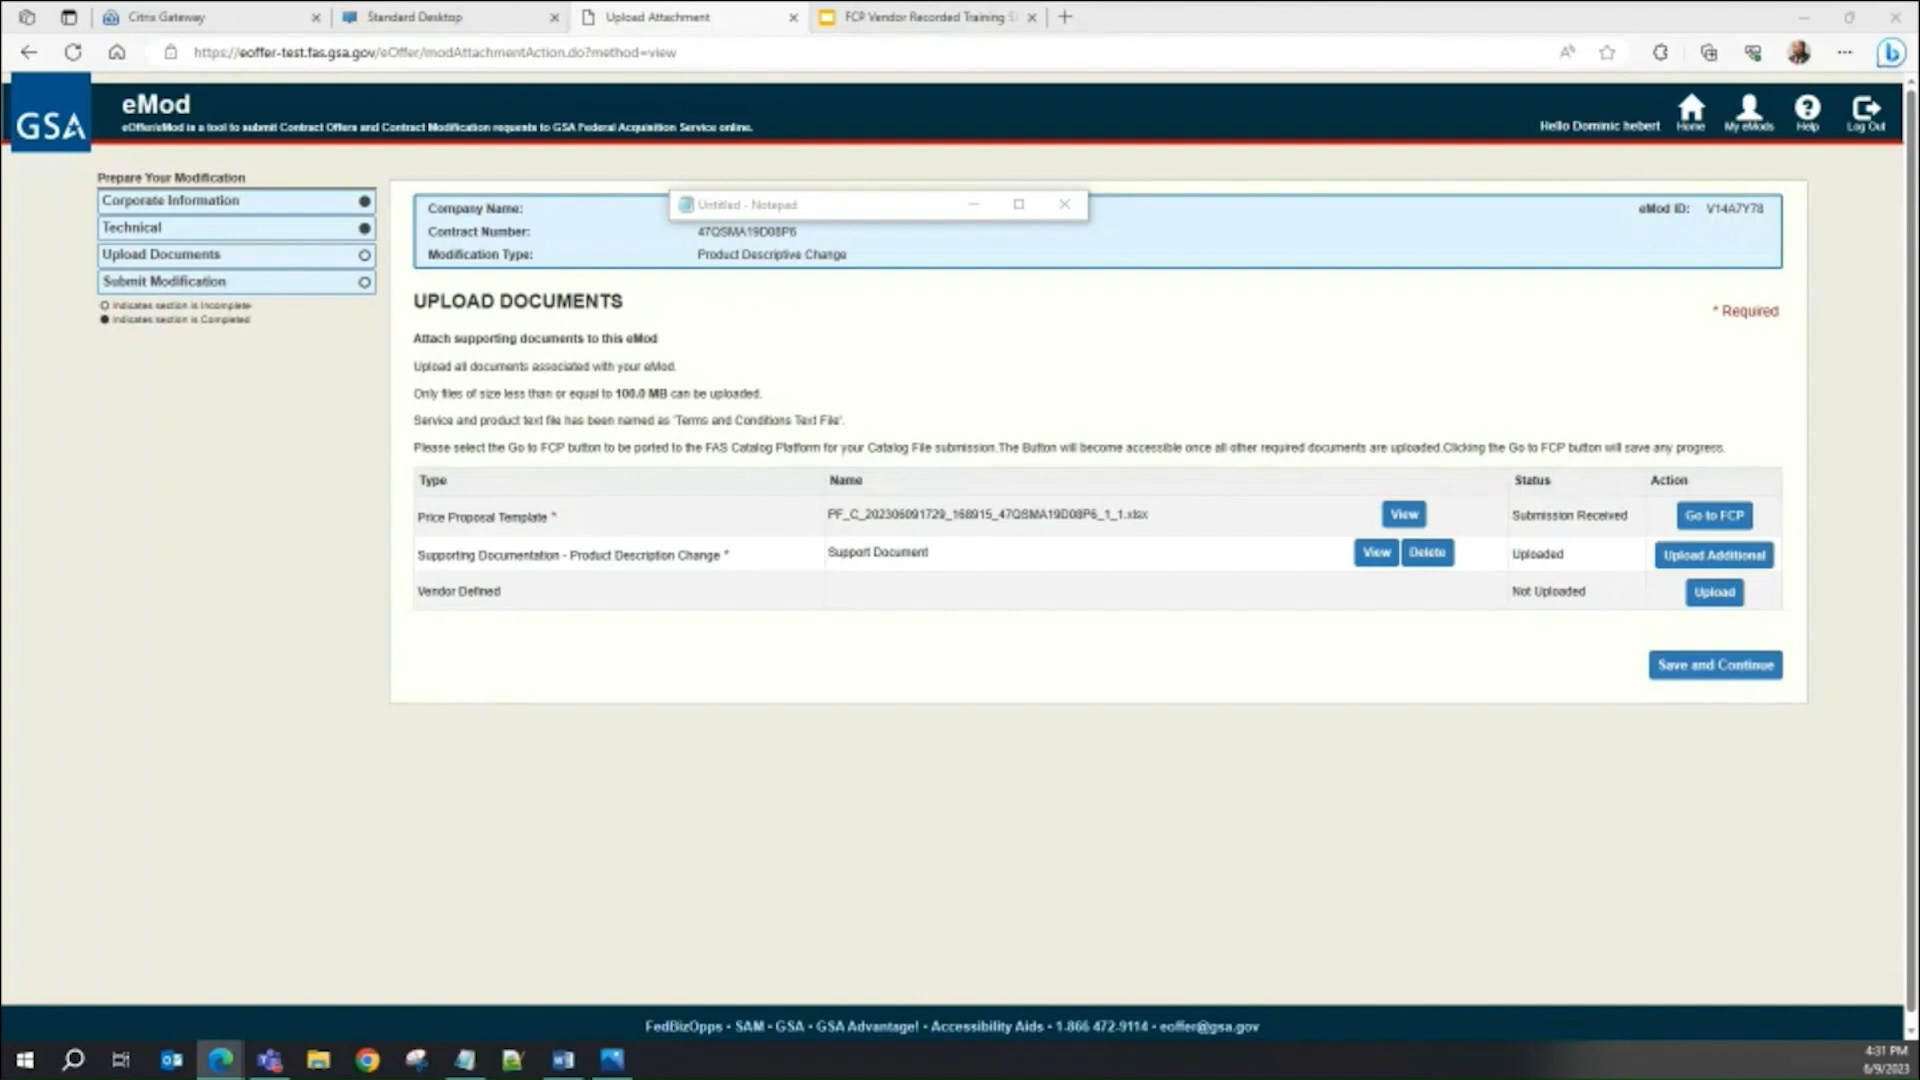 Citrix Gateway
Standard Desktop
Upload Attachment
FCP Vendor Recorded Training S
https://eoffer-test.fas.gsa.gov/eOffer/modAttachmentAction.do?method=view
GSA
eMod
eOffer/eMod is a tool to submit Contract Offers and Contract Modification requests to GSA Federal Acquisition Service online.
Hello Dominic hebert
Home
My eMods
Help
Log Out
Prepare Your Modification
Corporate Information
Technical
Upload Documents
Submit Modification
Indicates section is Incomplete
Indicates section is Completed
Company Name:
Untitled - Notepad
eMod ID: V14A7Y78
Contract Number: 47QSMA19D08P6
Modification Type: Product Descriptive Change
UPLOAD DOCUMENTS
* Required
Attach supporting documents to this eMod
Upload all documents associated with your eMod.
Only files of size less than or equal to 100.0 MB can be uploaded.
Service and product text file has been named as 'Terms and Conditions Text File'.
Please select the Go to FCP button to be ported to the FAS Catalog Platform for your Catalog File submission.The Button will become accessible once all other required documents are uploaded.Clicking the Go to FCP button will save any progress.
Type Name Status Action
Price Proposal Template * PF_C_202306091729_168915_47QSMA19D08P6_1_1.xlsx View Submission Received Go to FCP
Supporting Documentation - Product Description Change * Support Document View Delete Uploaded Upload Additional
Vendor Defined Not Uploaded Upload
Save and Continue
FedBizOpps • SAM • GSA • GSA Advantage! • Accessibility Aids • 1-866 472-9114 • eoffer@gsa.gov
4:31 PM
6/9/2023